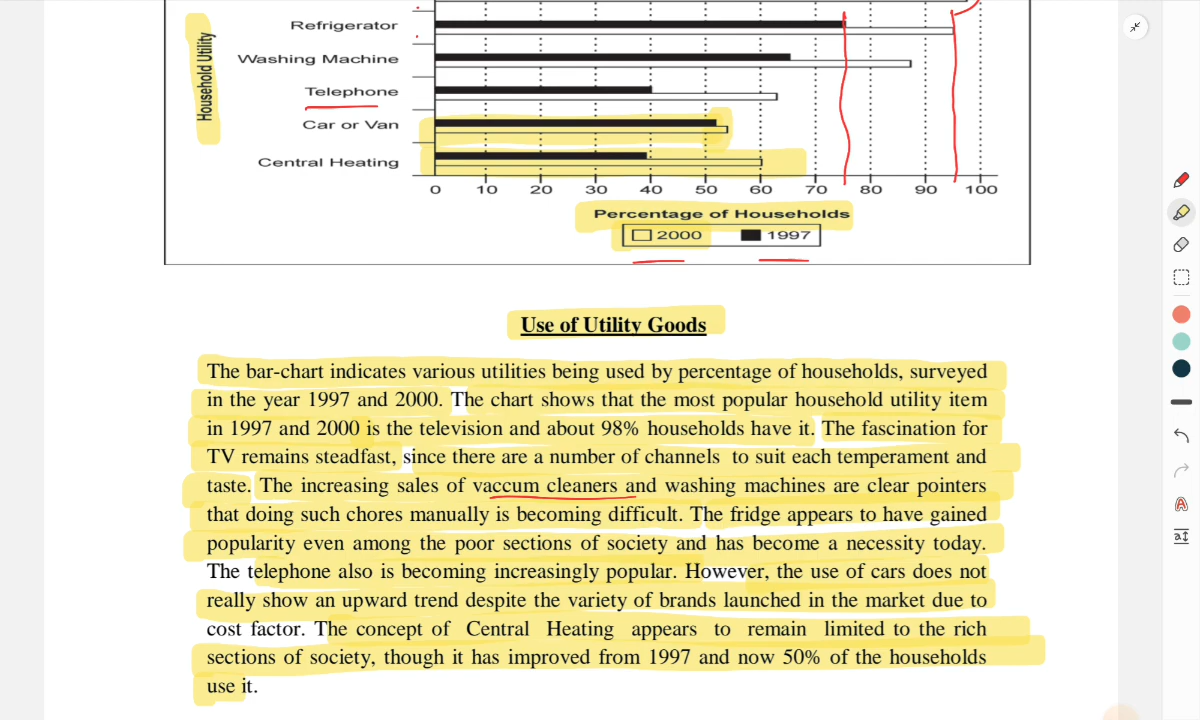 Household Utility
Refrigerator
Washing Machine
Telephone
Car or Van
Central Heating
0 10 20 30 40 50 60 70 80 90 100
Percentage of Households
2000 1997
Use of Utility Goods
The bar-chart indicates various utilities being used by percentage of households, surveyed
in the year 1997 and 2000. The chart shows that the most popular household utility item
in 1997 and 2000 is the television and about 98% households have it. The fascination for
TV remains steadfast, since there are a number of channels to suit each temperament and
taste. The increasing sales of vaccum cleaners and washing machines are clear pointers
that doing such chores manually is becoming difficult. The fridge appears to have gained
popularity even among the poor sections of society and has become a necessity today.
The telephone also is becoming increasingly popular. However, the use of cars does not
really show an upward trend despite the variety of brands launched in the market due to
cost factor. The concept of Central Heating appears to remain limited to the rich
sections of society, though it has improved from 1997 and now 50% of the households
use it.